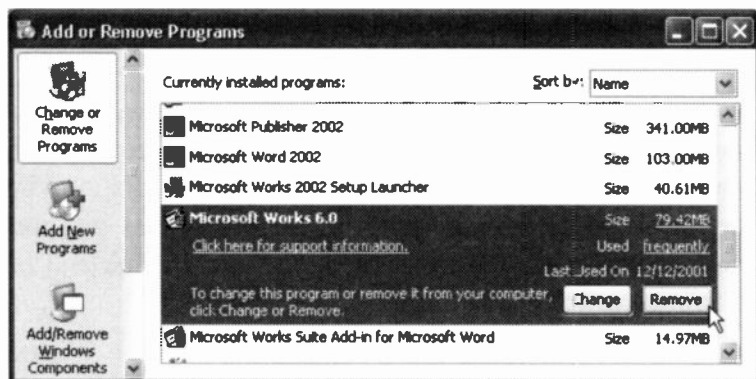 Add or Remove Programs
Change or
Remove
Programs
Add New
Programs
Add/Remove
Windows
Components
Currently installed programs:
Sort by: Name
Microsoft Publisher 2002 Size 341.00MB
Microsoft Word 2002 Size 103.00MB
Microsoft Works 2002 Setup Launcher Size 40.61MB
Microsoft Works 6.0 Size 79.42MB
Click here for support information. Used frequently
Last Used On 12/12/2001
To change this program or remove it from your computer,
click Change or Remove.
Change Remove
Microsoft Works Suite Add-in for Microsoft Word Size 14.97MB